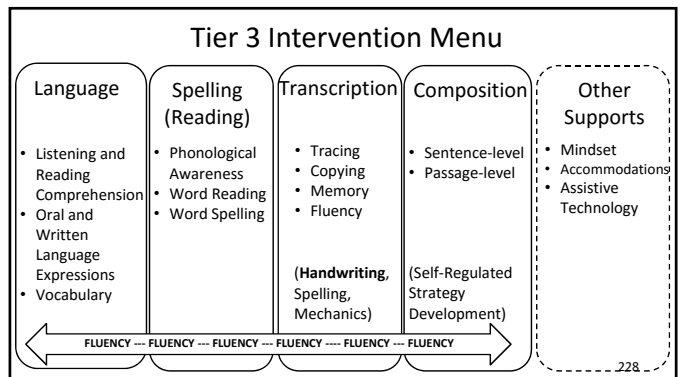 Tier 3 Intervention Menu
Language
• Listening and
Reading
Comprehension
• Oral and
Written
Language
Expressions
• Vocabulary
Spelling
(Reading)
• Phonological
Awareness
• Word Reading
• Word Spelling
Transcription
• Tracing
• Copying
• Memory
• Fluency
(Handwriting,
Spelling,
Mechanics)
Composition
• Sentence-level
• Passage-level
(Self-Regulated
Strategy
Development)
Other
Supports
• Mindset
• Accommodations
• Assistive
Technology
FLUENCY --- FLUENCY --- FLUENCY --- FLUENCY ---- FLUENCY --- FLUENCY
228